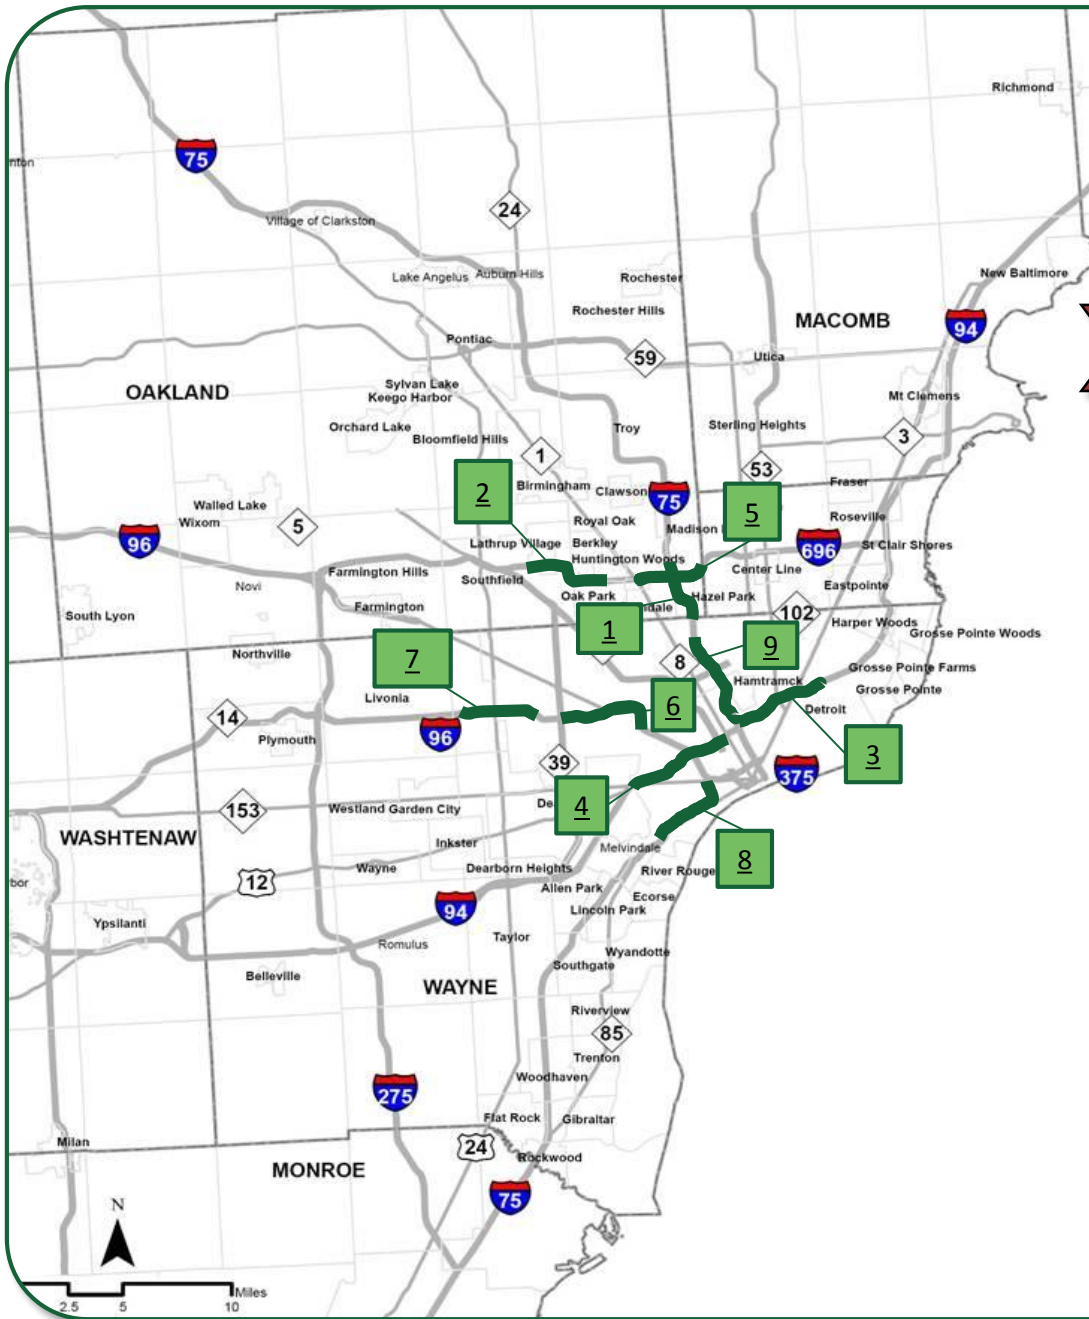 Richmond
nton
75
24
Village of Clarkston
Lake Angelus
Auburn Hills
Rochester
New Baltimore
Rochester Hills
MACOMB
94
Pontiac
59
Utica
OAKLAND
Sylvan Lake
Keego Harbor
Mt Clemens
Orchard Lake
Bloomfield Hills
Troy
Sterling Heights
3
1
53
2
Birmingham
Clawson
75
Fraser
Walled Lake
Wixom
5
Royal Oak
Madison
5
Roseville
96
Lathrup Village
Berkley
696
St Clair Shores
Huntington Woods
Novi
Farmington Hills
Southfield
Center Line
Eastpointe
South Lyon
Farmington
Oak Park
dale
Hazel Park
102
Harper Woods
Grosse Pointe Woods
1
Northville
7
8
9
Grosse Pointe Farms
Hamtramck
Grosse Pointe
Livonia
6
Detroit
14
Plymouth
96
39
3
375
153
Westland
Garden City
De
4
WASHTENAW
Inkster
Melvindale
8
bor
12
Wayne
Dearborn Heights
River Rouge
Allen Park
Ecorse
94
Lincoln Park
Ypsilanti
Romulus
Taylor
Wyandotte
Southgate
Belleville
WAYNE
Riverview
85
Trenton
275
Woodhaven
Flat Rock
Gibraltar
Milan
24
Rockwood
MONROE
75
N
Miles
2.5
5
10